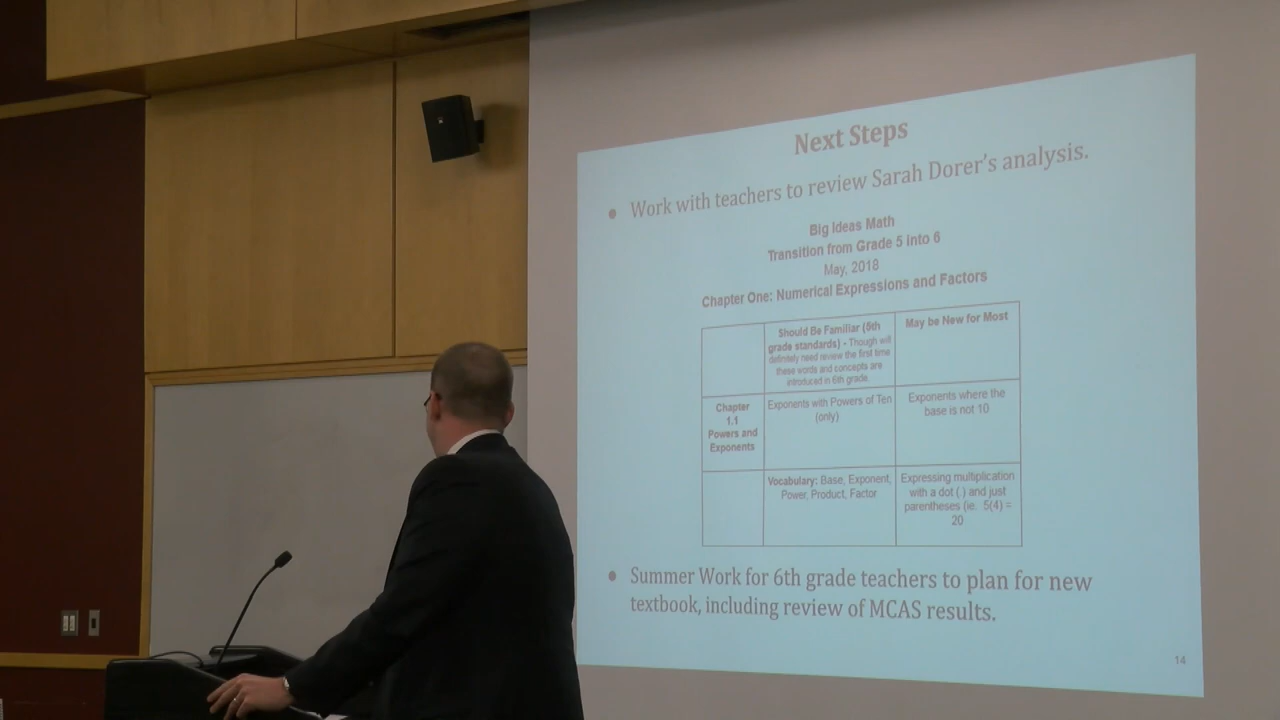 Next Steps
● Work with teachers to review Sarah Dorer's analysis.
Big Ideas Math
Transition from Grade 5 into 6
May, 2018
Chapter One: Numerical Expressions and Factors
Should Be Familiar (5th
grade standards) - Though will
definitely need review the first time
these words and concepts are
introduced in 6th grade.
May be New for Most
Chapter
1.1
Powers and
Exponents
Exponents with Powers of Ten
(only)
Exponents where the
base is not 10
Vocabulary: Base, Exponent,
Power, Product, Factor
Expressing multiplication
with a dot (.) and just
parentheses (ie. 5(4) =
20
● Summer Work for 6th grade teachers to plan for new
textbook, including review of MCAS results.
14